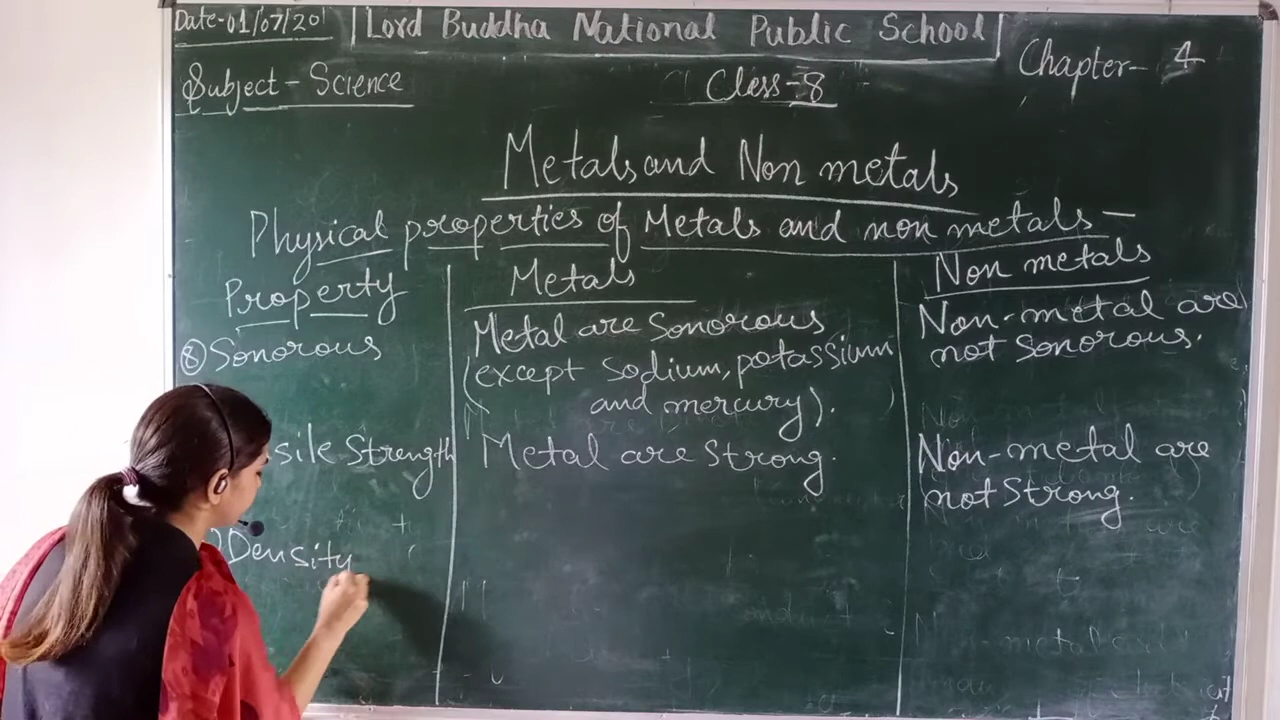 Date-01/07/201
Lord Buddha National Public School
Chapter- 4
Subject - Science
Class-8
Metals and Non metals
Physical properties of Metals and non metals -
Property
Metals
Non metals
⑧ Sonorous
Metal are Sonorous
(except Sodium, potassium
and mercury).
Non-metal are
not Sonorous.
sile Strength
Metal are Strong.
Non-metal are
not Strong.
Density